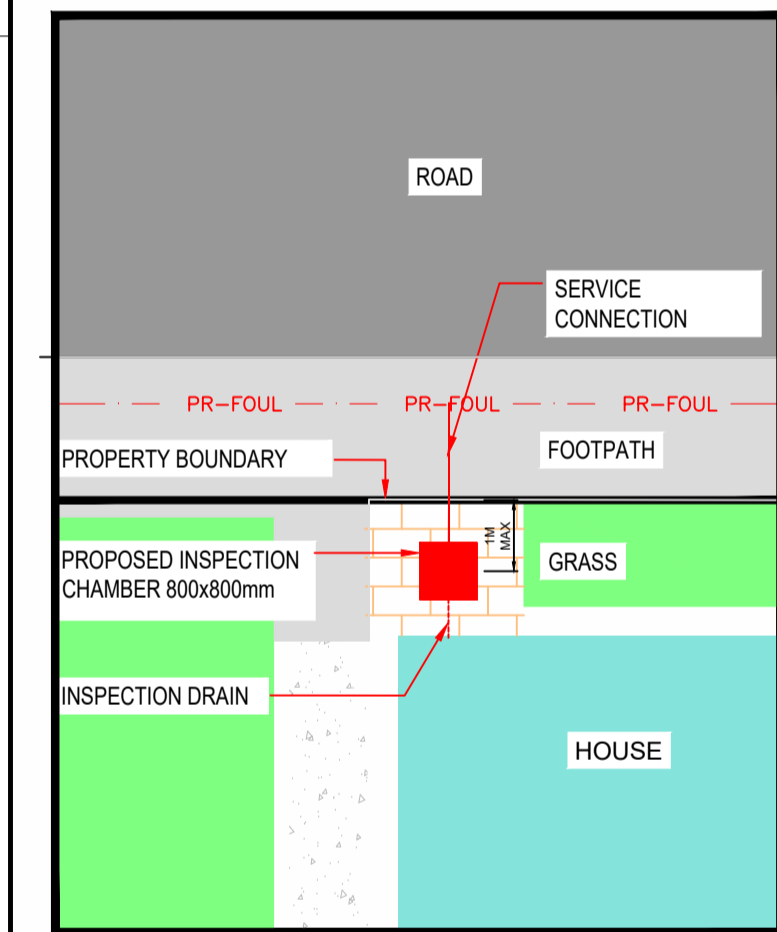 ROAD
SERVICE
CONNECTION
PR-FOUL PR-FOUL PR-FOUL
PROPERTY BOUNDARY
FOOTPATH
1M
MAX
PROPOSED INSPECTION
CHAMBER 800x800mm
GRASS
INSPECTION DRAIN
HOUSE